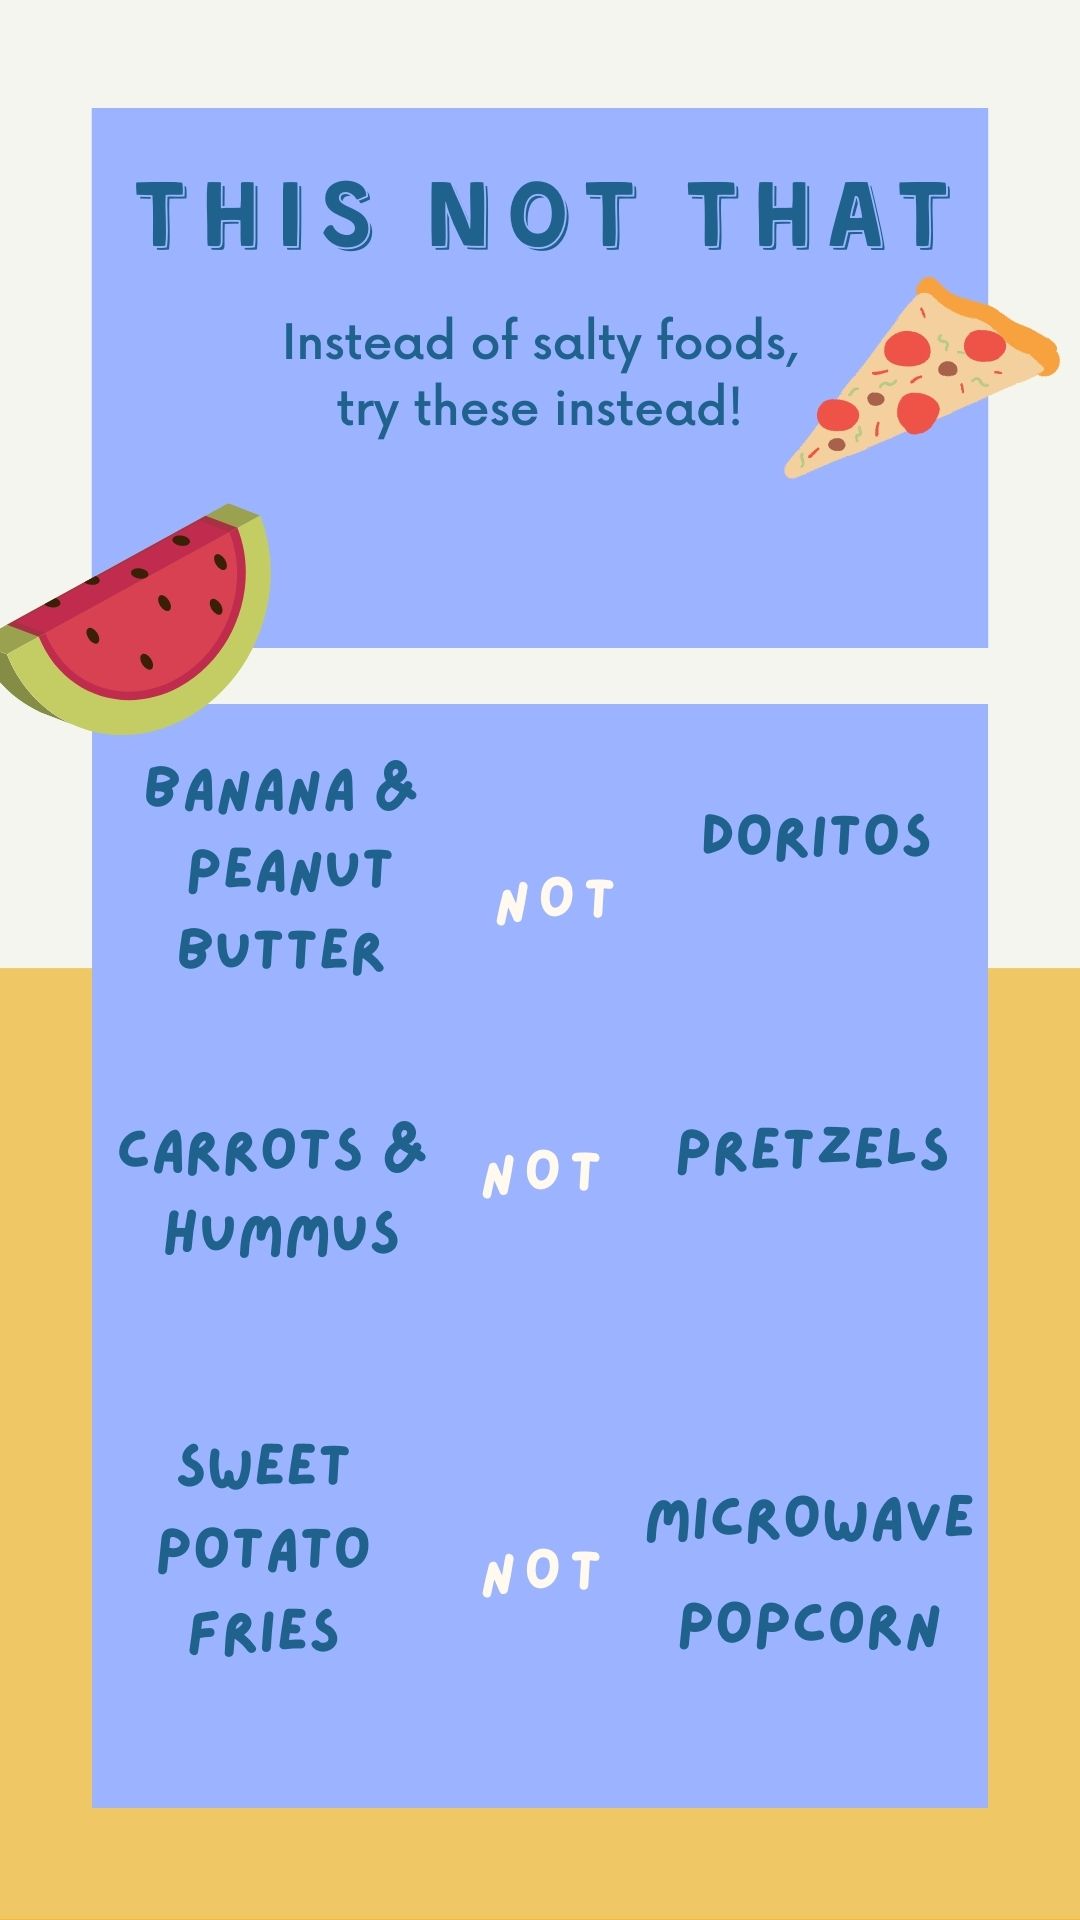 THIS NOT THAT
Instead of salty foods,
try these instead!
BANANA &
PEANUT
BUTTER
NOT
DORITOS
CARROTS &
HUMMUS
NOT
PRETZELS
SWEET
POTATO
FRIES
NOT
MICROWAVE
POPCORN